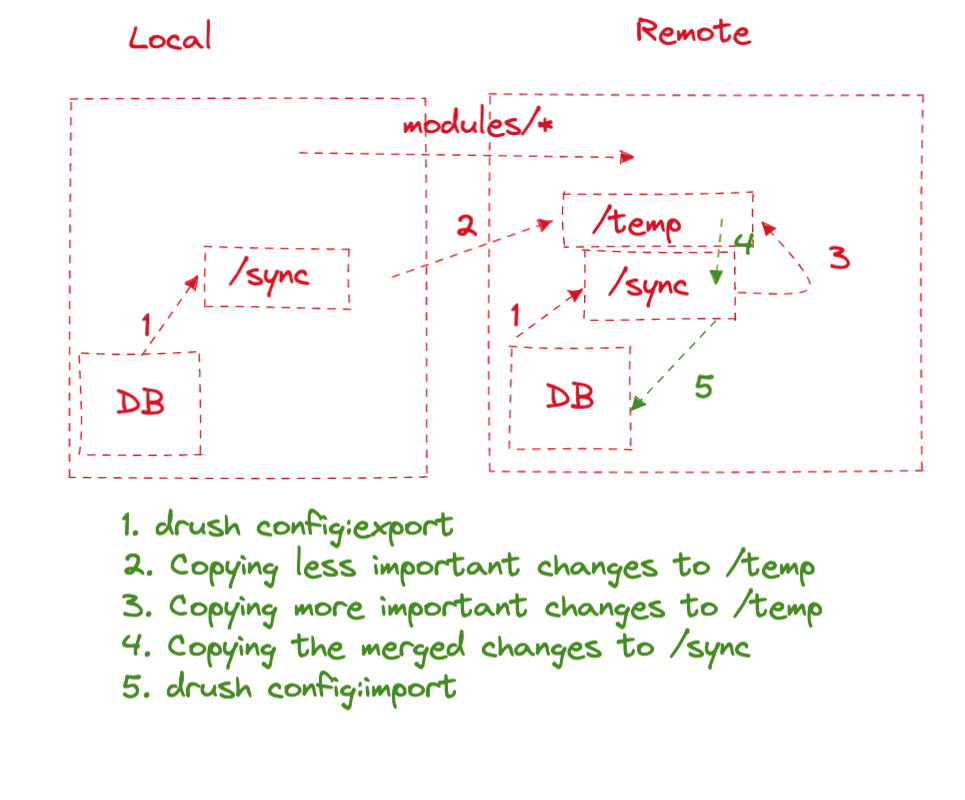 Local
Remote
modules/*
/temp
2
4
3
/sync
/sync
1
1
DB
DB
5
1. drush config:export
2. Copying less important changes to /temp
3. Copying more important changes to /temp
4. Copying the merged changes to /sync
5. drush config:import